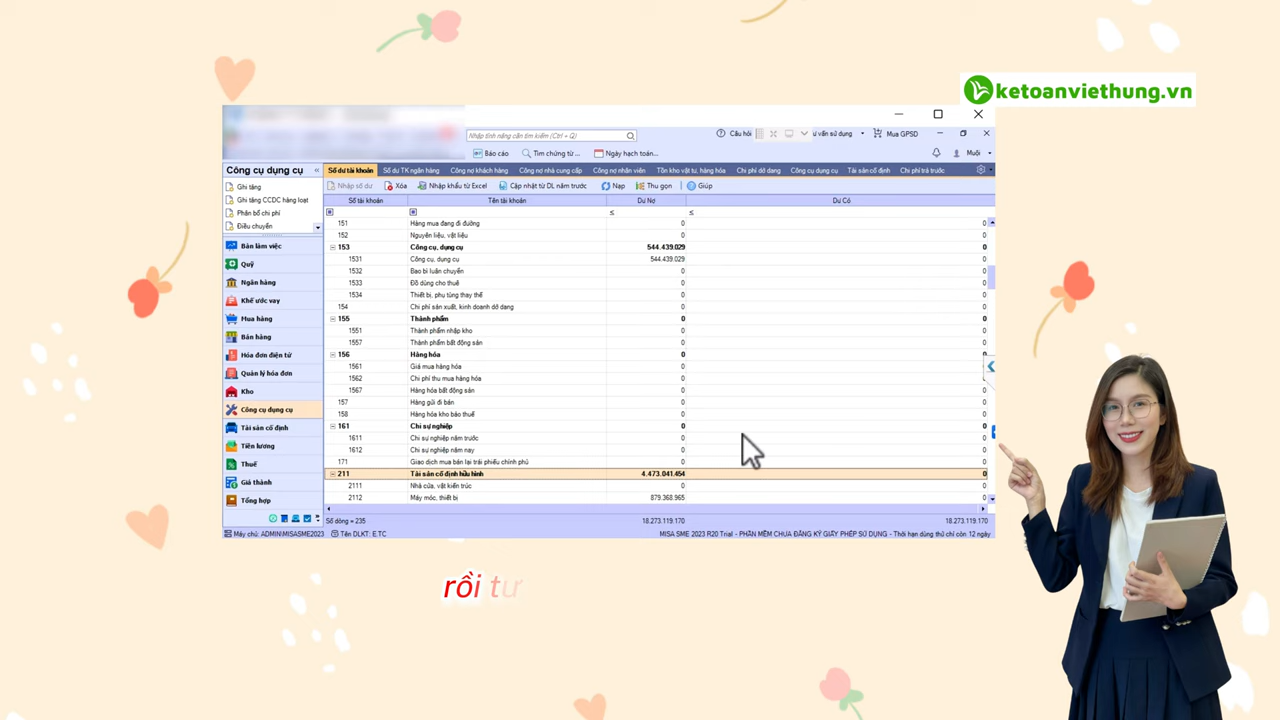 ketoanviethung.vn
Nhập tính năng cần tìm kiếm (Ctrl + Q)
Câu hỏi
ư vấn sử dụng
Mua GPSD
Báo cáo
Tìm chứng từ...
Ngày hạch toán...
Muội
Công cụ dụng cụ
Số dư tài khoản
Số dư TK ngân hàng
Công nợ khách hàng
Công nợ nhà cung cấp
Công nợ nhân viên
Tồn kho vật tư, hàng hóa
Chi phí dở dang
Công cụ dụng cụ
Tài sản cố định
Chi phí trả trước
Nhập số dư
Xóa
Nhập khẩu từ Excel
Cập nhật từ DL năm trước
Nạp
Thu gọn
Giúp
Ghi tăng
Ghi tăng CCDC hàng loạt
Phân bổ chi phí
Điều chuyển
Bàn làm việc
Quỹ
Ngân hàng
Khế ước vay
Mua hàng
Bán hàng
Hóa đơn điện tử
Quản lý hóa đơn
Kho
Công cụ dụng cụ
Tài sản cố định
Tiền lương
Thuế
Giá thành
Tổng hợp
Số tài khoản Tên tài khoản Dư Nợ Dư Có
≤ ≤
151 Hàng mua đang đi đường 0 0
152 Nguyên liệu, vật liệu 0 0
153 Công cụ, dụng cụ 544.439.029 0
1531 Công cụ, dụng cụ 544.439.029 0
1532 Bao bì luân chuyển 0 0
1533 Đồ dùng cho thuê 0 0
1534 Thiết bị, phụ tùng thay thế 0 0
154 Chi phí sản xuất, kinh doanh dở dang 0 0
155 Thành phẩm 0 0
1551 Thành phẩm nhập kho 0 0
1557 Thành phẩm bất động sản 0 0
156 Hàng hóa 0 0
1561 Giá mua hàng hóa 0
1562 Chi phí thu mua hàng hóa 0
1567 Hàng hóa bất động sản 0 0
157 Hàng gửi đi bán 0 0
158 Hàng hóa kho bảo thuế 0 0
161 Chi sự nghiệp 0 0
1611 Chi sự nghiệp năm trước 0 0
1612 Chi sự nghiệp năm nay 0 0
171 Giao dịch mua bán lại trái phiếu chính phủ 0 0
211 Tài sản cố định hữu hình 4.473.041.454 0
2111 Nhà cửa, vật kiến trúc 0 0
2112 Máy móc, thiết bị 879.368.965 0
Số dòng = 235 18.273.119.170 18.273.119.170
Máy chủ: ADMIN\MISASME2023 Tên DLKT: E.TC MISA SME 2023 R20 Trial - PHẦN MỀM CHƯA ĐĂNG KÝ GIẤY PHÉP SỬ DỤNG - Thời hạn dùng thử chỉ còn 12 ngày
rồi tư